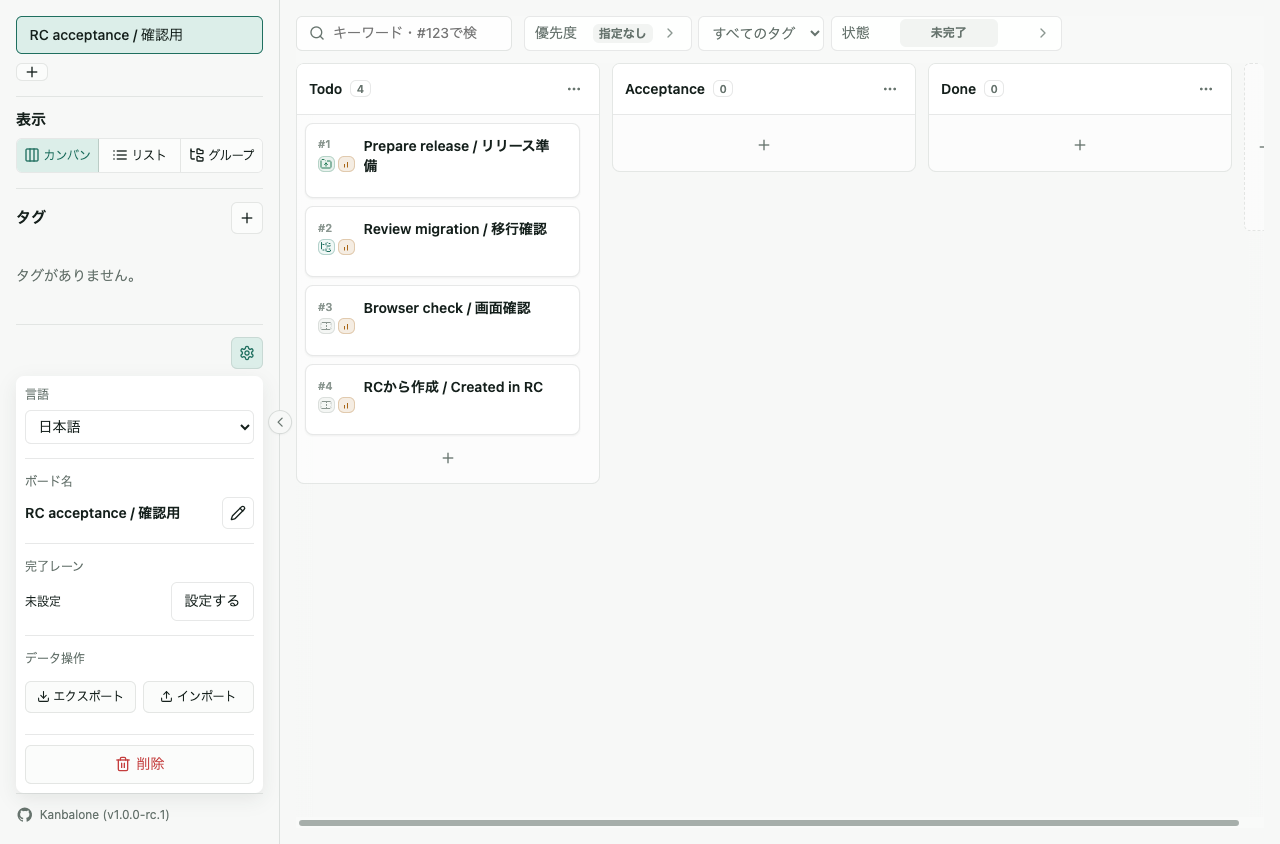 RC acceptance / 確認用
表示
カンバン
リスト
グループ
タグ
タグがありません。
言語
日本語
ボード名
RC acceptance / 確認用
完了レーン
未設定
設定する
データ操作
エクスポート
インポート
削除
Kanbalone (v1.0.0-rc.1)
キーワード・#123で検
優先度
指定なし
すべてのタグ
状態
未完了
Todo
4
#1
Prepare release / リリース準
備
#2
Review migration / 移行確認
#3
Browser check / 画面確認
#4
RCから作成 / Created in RC
Acceptance
0
Done
0